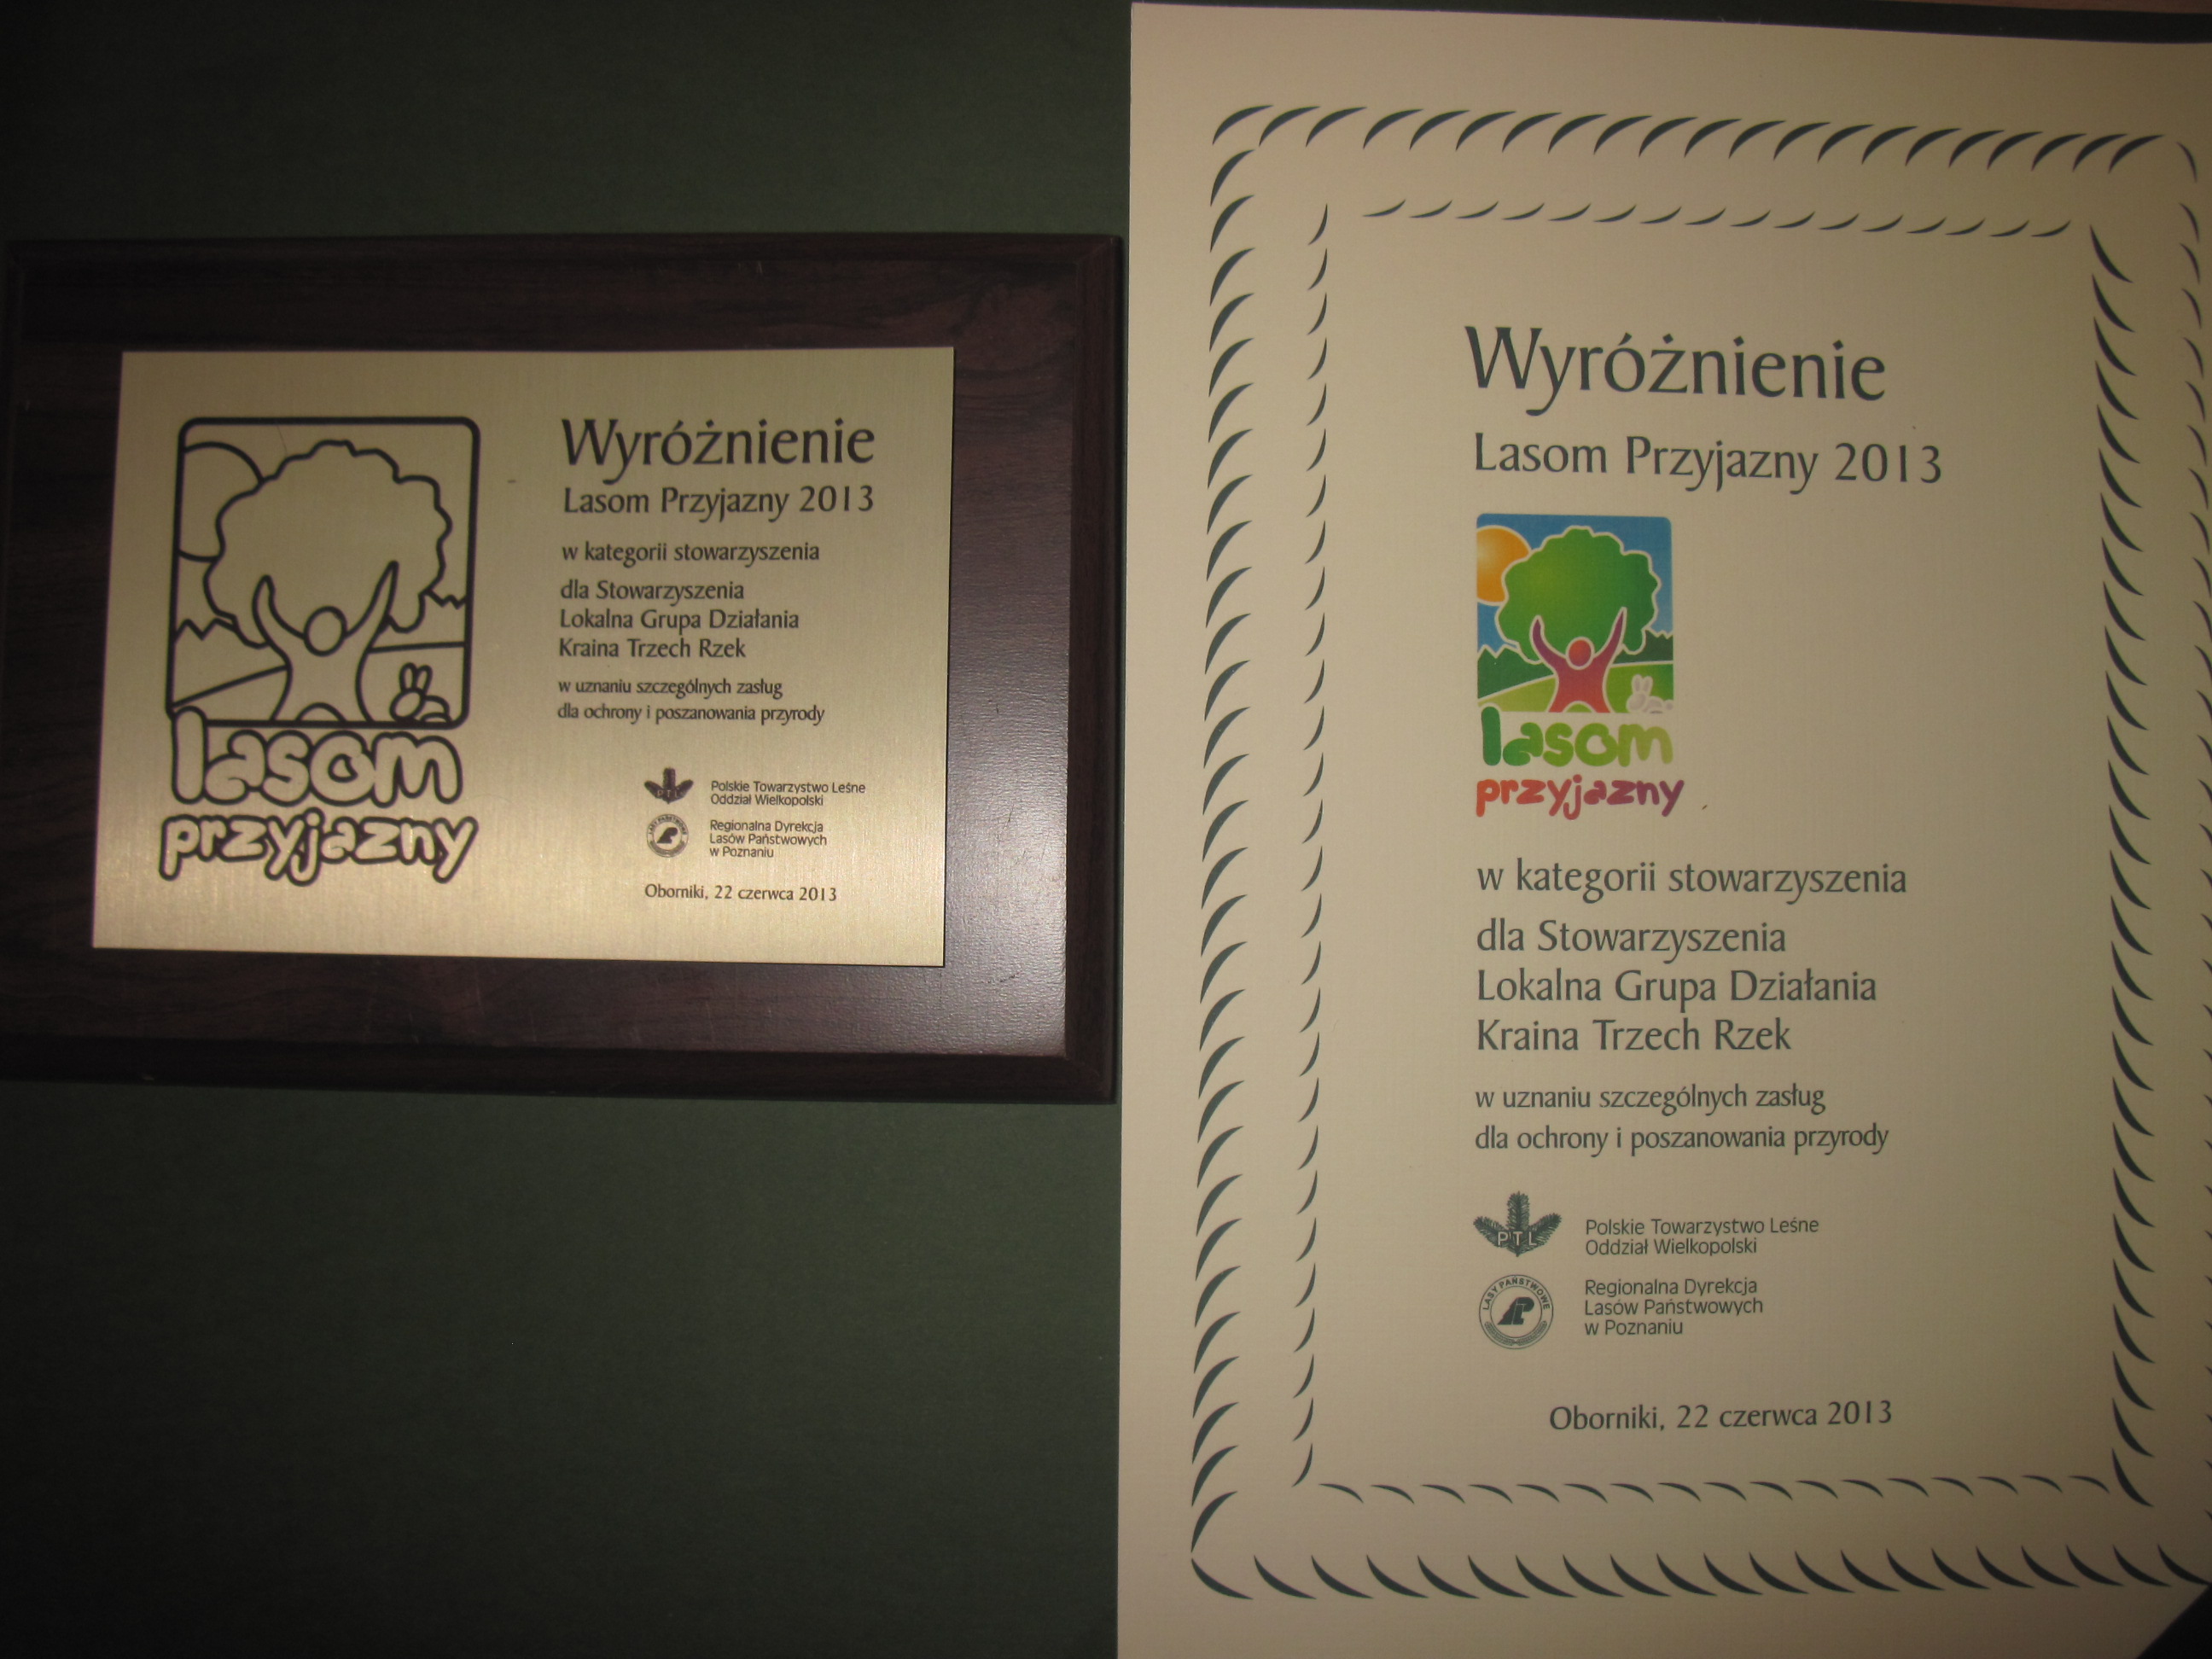 Wyróżnienie
Lasom Przyjazny 2013
w kategorii stowarzyszenia
dla Stowarzyszenia
Lokalna Grupa Działania
Kraina Trzech Rzek
w uznaniu szczególnych zasług
dla ochrony i poszanowania przyrody
lasom
przyjazny
PTL
Polskie Towarzystwo Leśne
Oddział Wielkopolski
LASY PAŃSTWOWE
Regionalna Dyrekcja
Lasów Państwowych
w Poznaniu
Oborniki, 22 czerwca 2013
Wyróżnienie
Lasom Przyjazny 2013
lasom
przyjazny
w kategorii stowarzyszenia
dla Stowarzyszenia
Lokalna Grupa Działania
Kraina Trzech Rzek
w uznaniu szczególnych zasług
dla ochrony i poszanowania przyrody
PTL
Polskie Towarzystwo Leśne
Oddział Wielkopolski
LASY PAŃSTWOWE
Regionalna Dyrekcja
Lasów Państwowych
w Poznaniu
Oborniki, 22 czerwca 2013